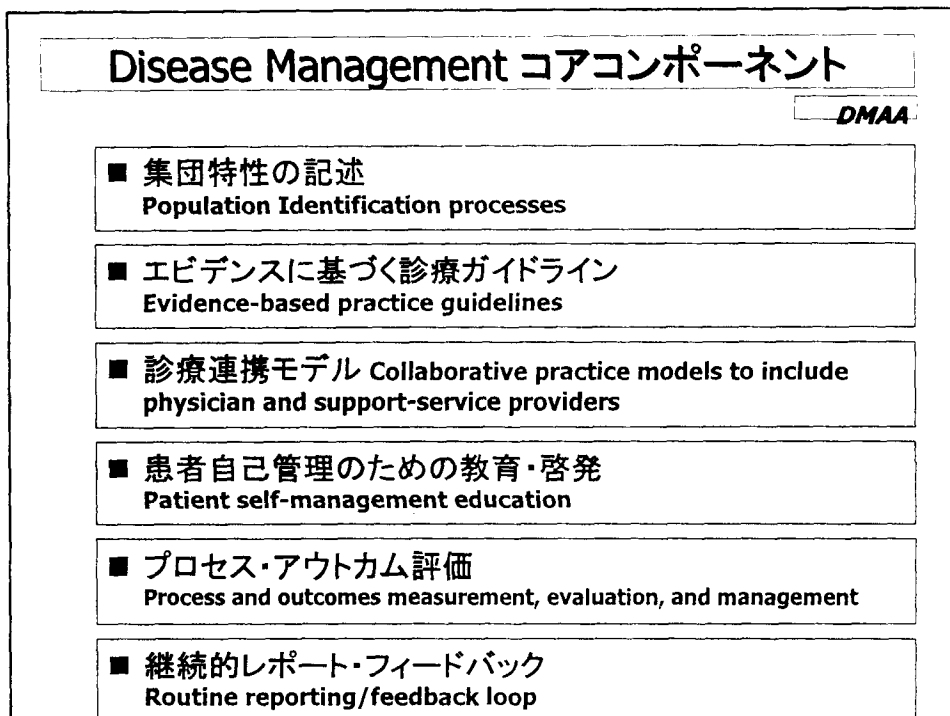 Disease Management コアコンポーネント
DMAA
■ 集団特性の記述
Population Identification processes
■ エビデンスに基づく診療ガイドライン
Evidence-based practice guidelines
■ 診療連携モデル Collaborative practice models to include
physician and support-service providers
■ 患者自己管理のための教育・啓発
Patient self-management education
■ プロセス・アウトカム評価
Process and outcomes measurement, evaluation, and management
■ 継続的レポート・フィードバック
Routine reporting/feedback loop